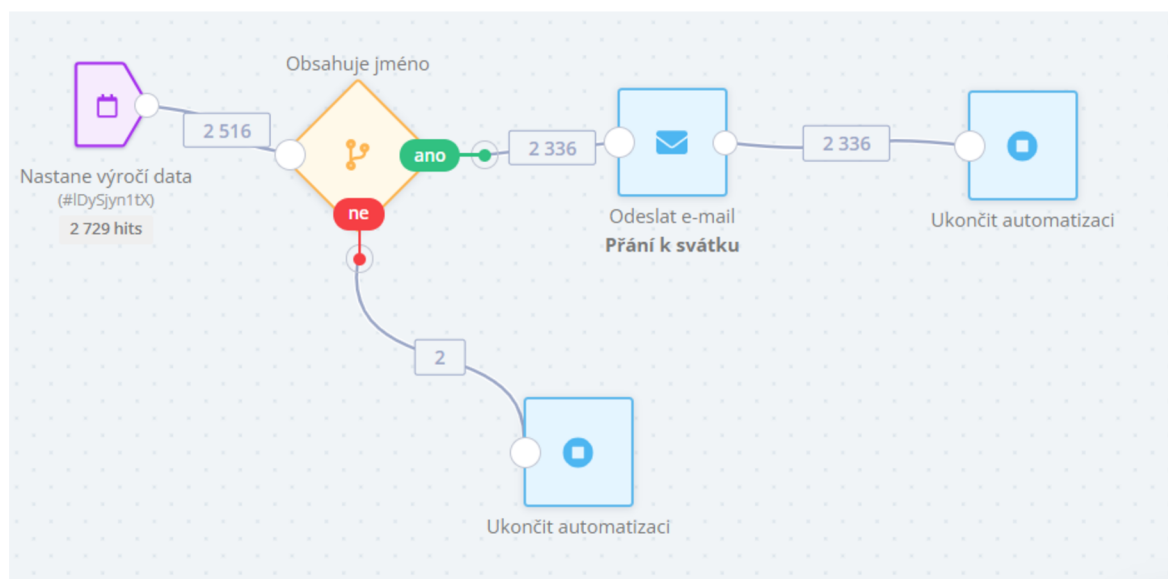 Obsahuje jméno
2 516
ano
2 336
2 336
Nastane výročí data
(#lDySjyn1tX)
2 729 hits
ne
Odeslat e-mail
Přání k svátku
Ukončit automatizaci
2
Ukončit automatizaci